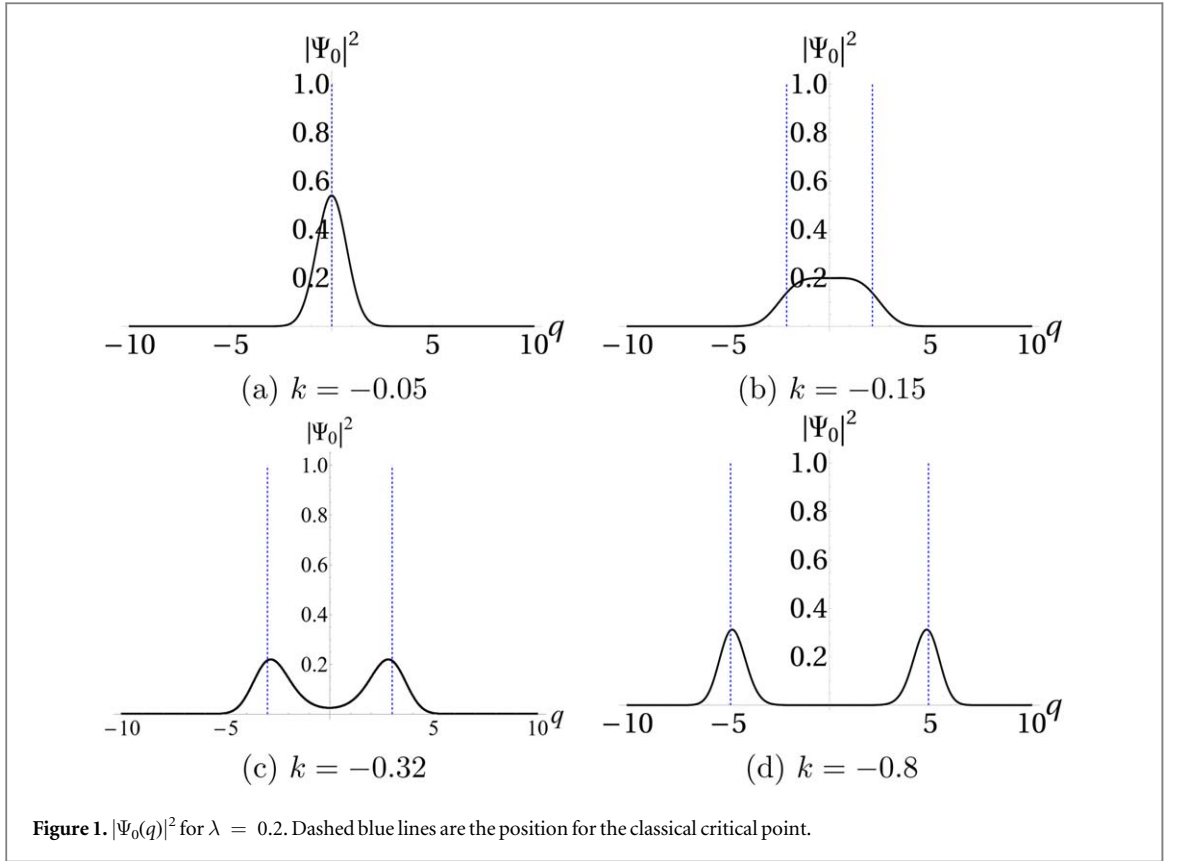 |Ψ₀|²
1.0
0.8
0.6
0.4
0.2
−10 −5 5 10 q
(a) k = −0.05
|Ψ₀|²
1.0
0.8
0.6
0.4
0.2
−10 −5 5 10 q
(b) k = −0.15
|Ψ₀|²
1.0
0.8
0.6
0.4
0.2
−10 −5 5 10 q
(c) k = −0.32
|Ψ₀|²
1.0
0.8
0.6
0.4
0.2
−10 −5 5 10 q
(d) k = −0.8
Figure 1. |Ψ₀(q)|² for λ = 0.2. Dashed blue lines are the position for the classical critical point.